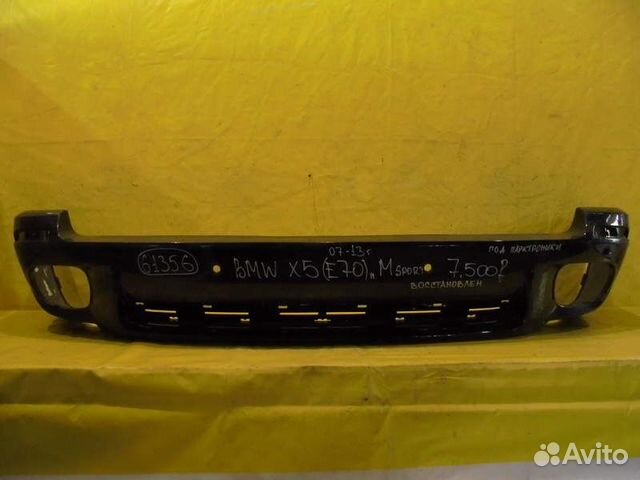 07-13г
61356 BMW X5(E70) "M SPORT" 7.500₽
ПОД ПАРКТРОНИКИ
ВОССТАНОВЛЕН
Avito